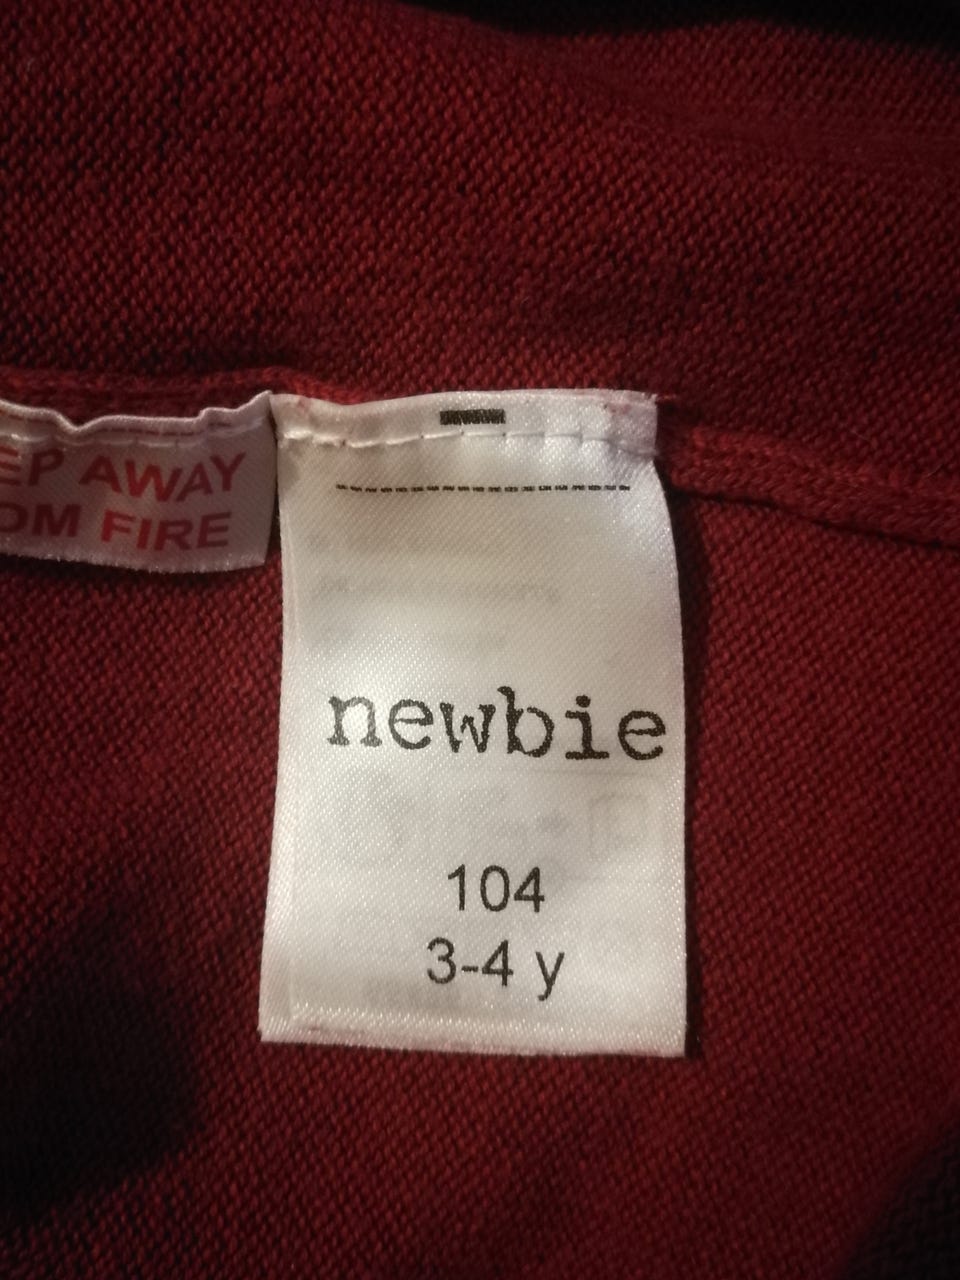 EP AWAY
OM FIRE
newbie
104
3-4 y